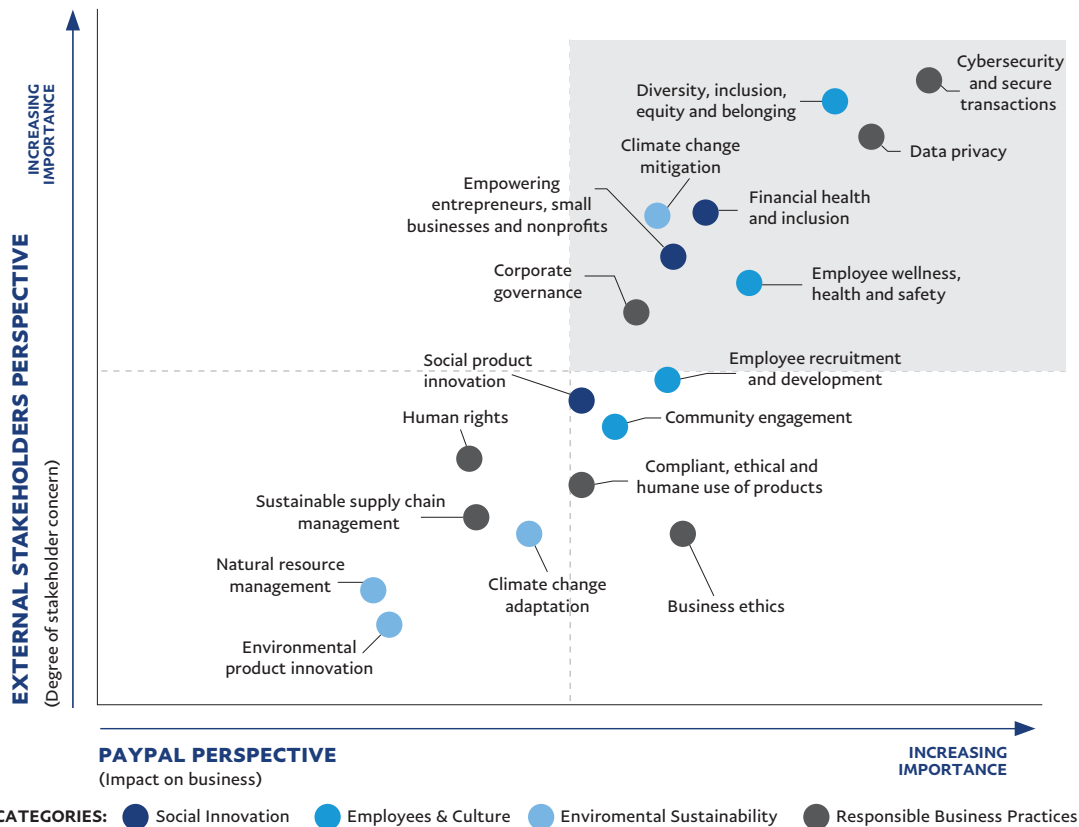 INCREASING
IMPORTANCE
EXTERNAL STAKEHOLDERS PERSPECTIVE
(Degree of stakeholder concern)
Cybersecurity
and secure
transactions
Diversity, inclusion,
equity and belonging
Data privacy
Climate change
mitigation
Empowering
entrepreneurs, small
businesses and nonprofits
Financial health
and inclusion
Corporate
governance
Employee wellness,
health and safety
Social product
innovation
Employee recruitment
and development
Human rights
Community engagement
Compliant, ethical and
humane use of products
Sustainable supply chain
management
Natural resource
management
Climate change
adaptation
Business ethics
Environmental
product innovation
PAYPAL PERSPECTIVE
(Impact on business)
INCREASING
IMPORTANCE
CATEGORIES: Social Innovation Employees & Culture Enviromental Sustainability Responsible Business Practices